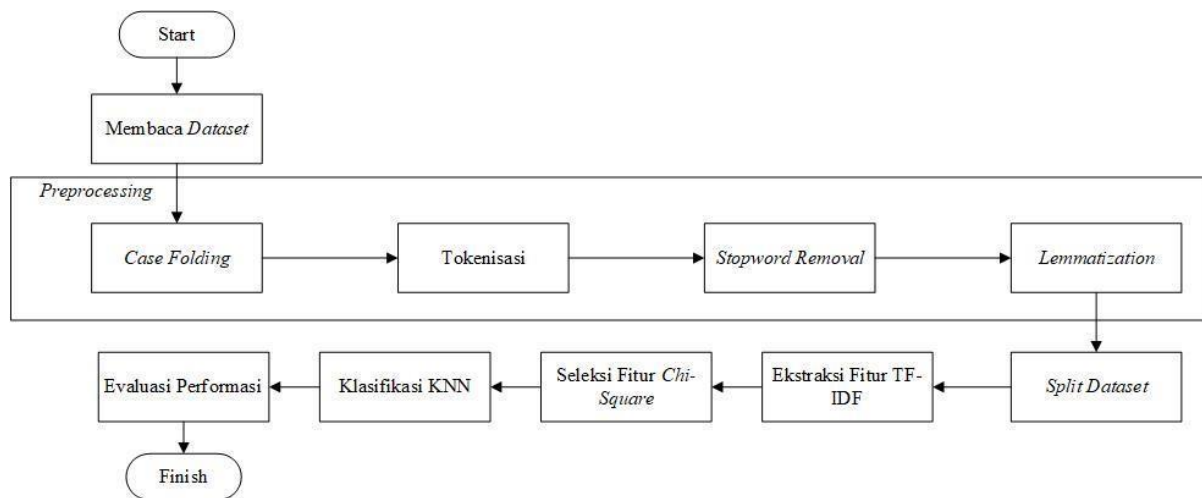 Start
Membaca Dataset
Preprocessing
Case Folding
Tokenisasi
Stopword Removal
Lemmatization
Split Dataset
Ekstraksi Fitur TF-
IDF
Seleksi Fitur Chi-
Square
Klasifikasi KNN
Evaluasi Performasi
Finish